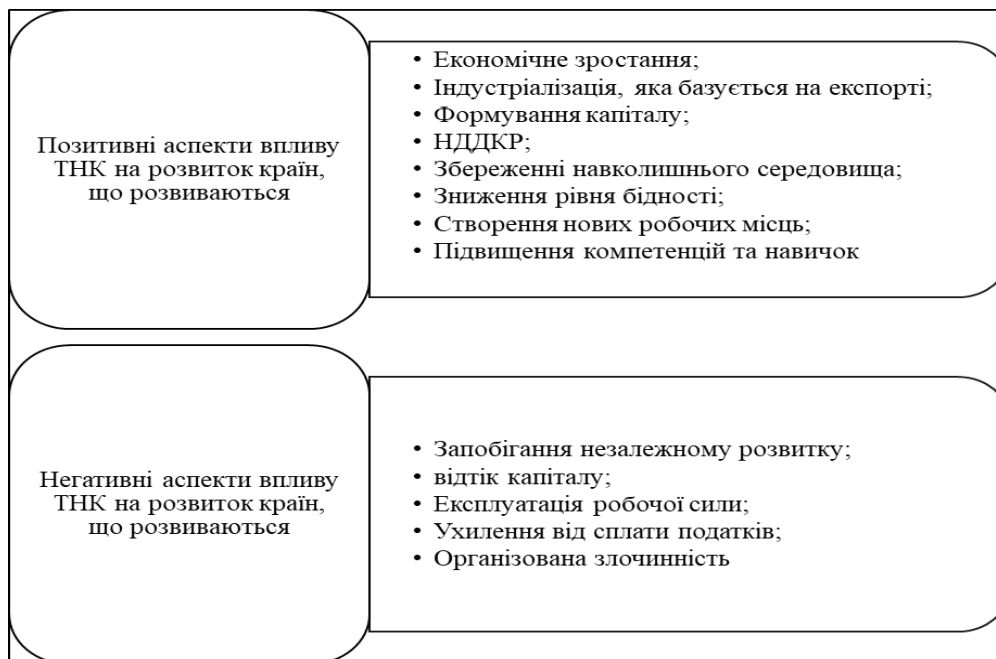 Позитивні аспекти впливу
ТНК на розвиток країн,
що розвиваються
• Економічне зростання;
• Індустріалізація, яка базується на експорті;
• Формування капіталу;
• НДДКР;
• Збереженні навколишнього середовища;
• Зниження рівня бідності;
• Створення нових робочих місць;
• Підвищення компетенцій та навичок
Негативні аспекти впливу
ТНК на розвиток країн,
що розвиваються
• Запобігання незалежному розвитку;
• відтік капіталу;
• Експлуатація робочої сили;
• Ухилення від сплати податків;
• Організована злочинність